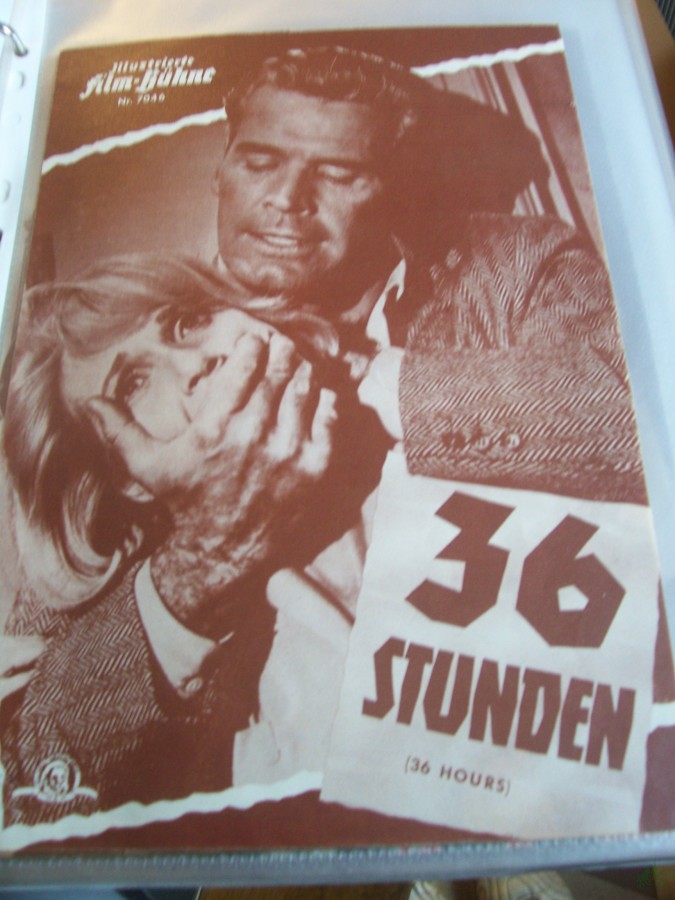 Illustrierte
Film-Bühne
Nr. 7046
36
STUNDEN
(36 HOURS)